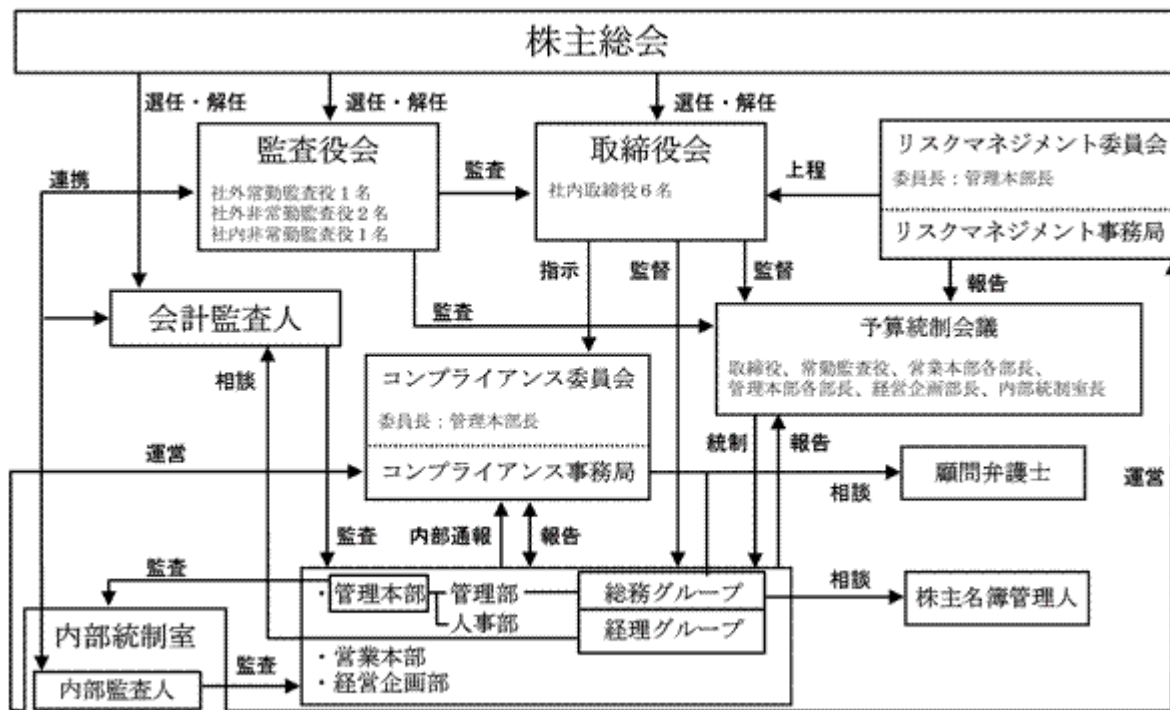 株主総会
選任・解任
選任・解任
選任・解任
監査役会
社外常勤監査役1名
社外非常勤監査役2名
社内非常勤監査役1名
連携
監査
取締役会
社内取締役6名
上程
リスクマネジメント委員会
委員長:管理本部長
リスクマネジメント事務局
指示
監督
監督
報告
会計監査人
監査
予算統制会議
取締役、常勤監査役、営業本部各部長、
管理本部各部長、経営企画部長、内部統制室長
相談
コンプライアンス委員会
委員長:管理本部長
コンプライアンス事務局
運営
統制
報告
顧問弁護士
相談
運営
監査
内部通報
報告
監査
・管理本部
管理部
人事部
総務グループ
経理グループ
相談
株主名簿管理人
・営業本部
・経営企画部
内部統制室
内部監査人
監査